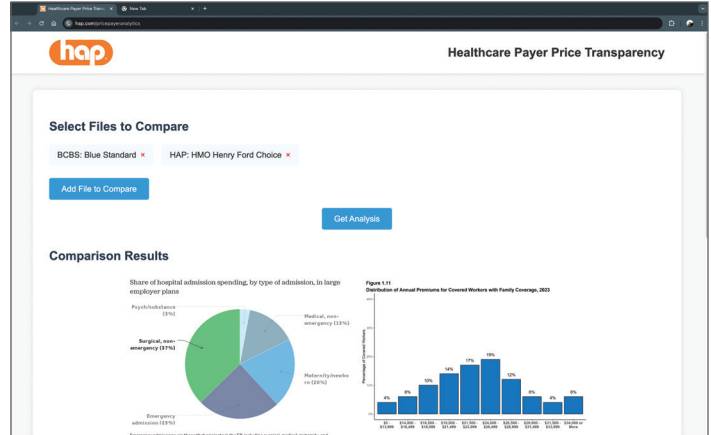 Healthcare Payer Price Trans
New Tab
hap.com/pricepayeranalytics
hap
Healthcare Payer Price Transparency
Select Files to Compare
BCBS: Blue Standard ×
HAP: HMO Henry Ford Choice ×
Add File to Compare
Get Analysis
Comparison Results
Share of hospital admission spending, by type of admission, in large
employer plans
Psych/substance
(3%)
Medical, non-
emergency (15%)
Surgical, non-
emergency (37%)
Maternity/newbo
rn (20%)
Emergency
admission (25%)
Figure 1.11
Distribution of Annual Premiums for Covered Workers with Family Coverage, 2023
Percentage of Covered Workers
4%
6%
10%
14%
17%
19%
12%
6%
4%
6%